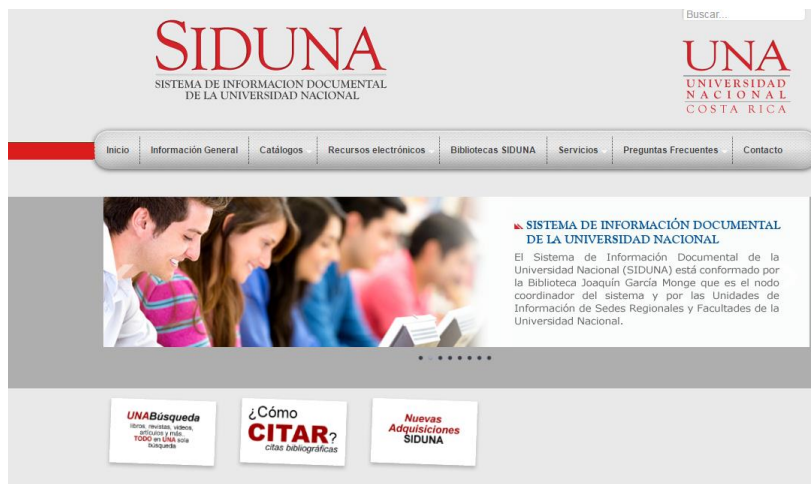 Buscar...
SIDUNA
SISTEMA DE INFORMACION DOCUMENTAL
DE LA UNIVERSIDAD NACIONAL
UNA
UNIVERSIDAD
NACIONAL
COSTA RICA
Inicio Información General Catálogos Recursos electrónicos Bibliotecas SIDUNA Servicios Preguntas Frecuentes Contacto
SISTEMA DE INFORMACIÓN DOCUMENTAL
DE LA UNIVERSIDAD NACIONAL
El Sistema de Información Documental de la
Universidad Nacional (SIDUNA) está conformado por
la Biblioteca Joaquín García Monge que es el nodo
coordinador del sistema y por las Unidades de
Información de Sedes Regionales y Facultades de la
Universidad Nacional.
UNABúsqueda
libros, revistas, videos,
artículos y más.
TODO en UNA sola
búsqueda
¿Cómo
CITAR?
citas bibliográficas
Nuevas
Adquisiciones
SIDUNA